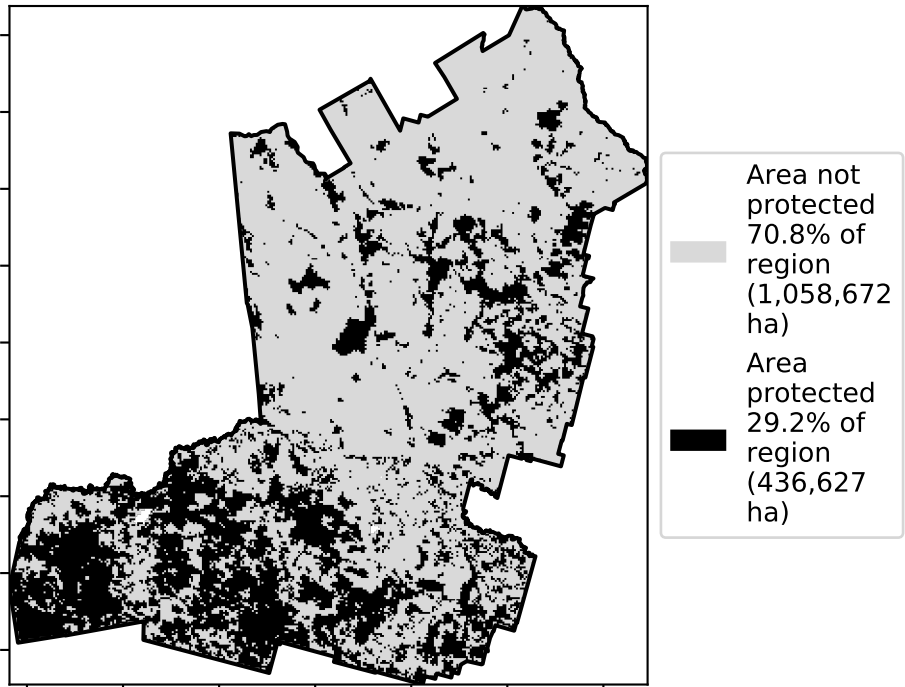 Area not
protected
70.8% of
region
(1,058,672
ha)
Area
protected
29.2% of
region
(436,627
ha)